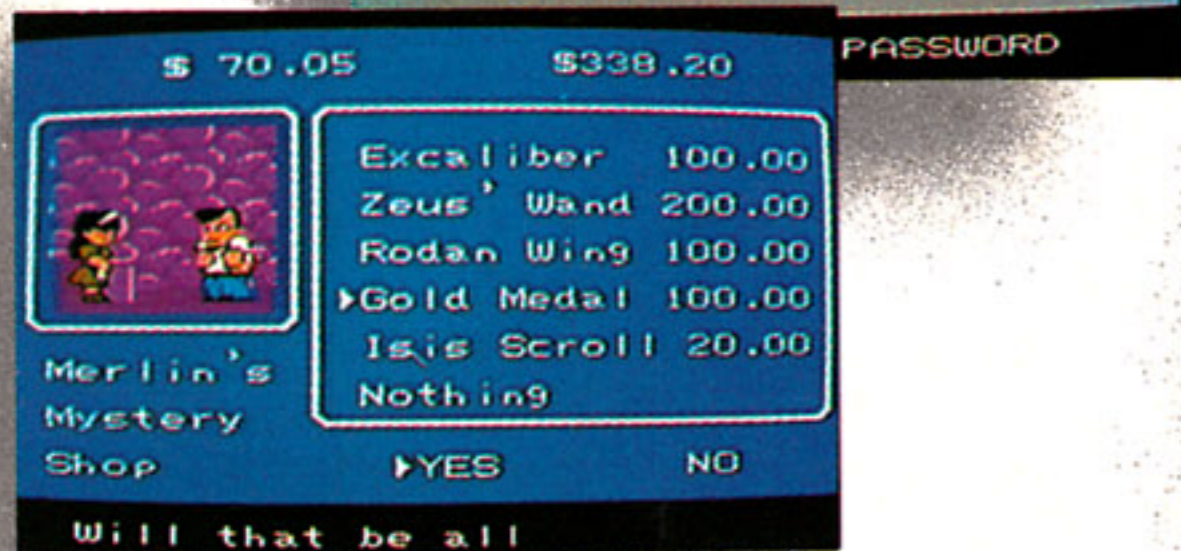 PASSWORD
$ 70.05 $338.20
Excaliber 100.00
Zeus' Wand 200.00
Rodan Wing 100.00
▶Gold Medal 100.00
Isis Scroll 20.00
Nothing
Merlin's
Mystery
Shop
▶YES NO
Will that be all